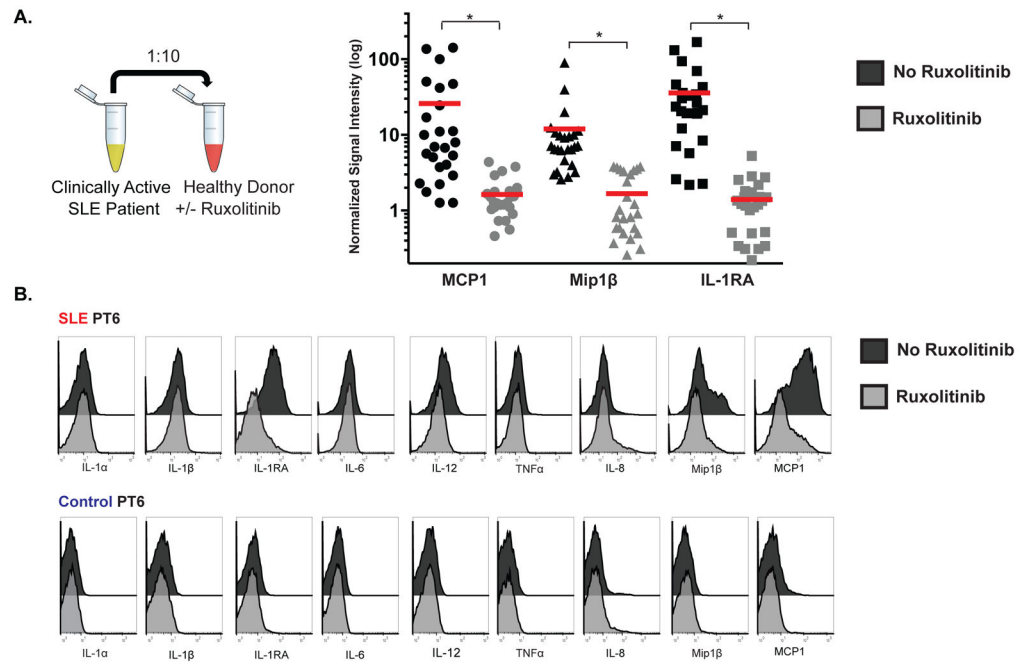 A.
1:10
Clinically Active
SLE Patient
Healthy Donor
+/- Ruxolitinib
Normalized Signal Intensity (log)
100
10
1
*
*
*
MCP1
Mip1β
IL-1RA
No Ruxolitinib
Ruxolitinib
B.
SLE PT6
IL-1α
IL-1β
IL-1RA
IL-6
IL-12
TNFα
IL-8
Mip1β
MCP1
No Ruxolitinib
Ruxolitinib
Control PT6
IL-1α
IL-1β
IL-1RA
IL-6
IL-12
TNFα
IL-8
Mip1β
MCP1